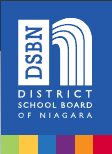 DSBN
DISTRICT
SCHOOL BOARD
OF NIAGARA